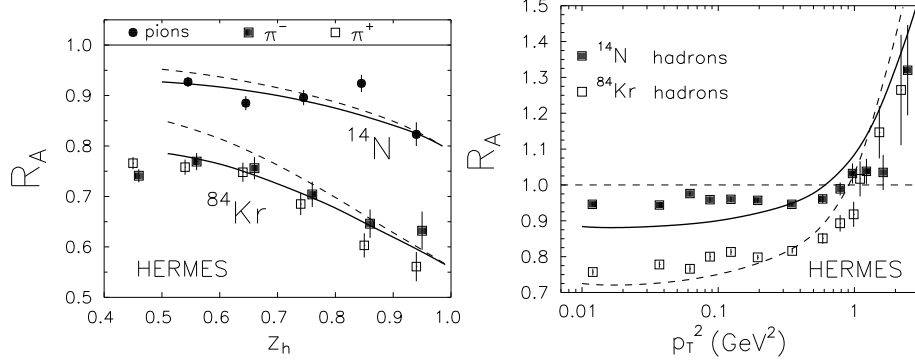 ● pions ■ π⁻ □ π⁺
1.0
0.9
0.8
0.7
0.6
0.5
R_A
¹⁴N
⁸⁴Kr
HERMES
0.4 0.5 0.6 0.7 0.8 0.9 1.0
z_h
1.5
1.4
1.3
1.2
1.1
1.0
0.9
0.8
0.7
R_A
¹⁴N hadrons
⁸⁴Kr hadrons
HERMES
0.01 0.1 1
p_T² (GeV²)